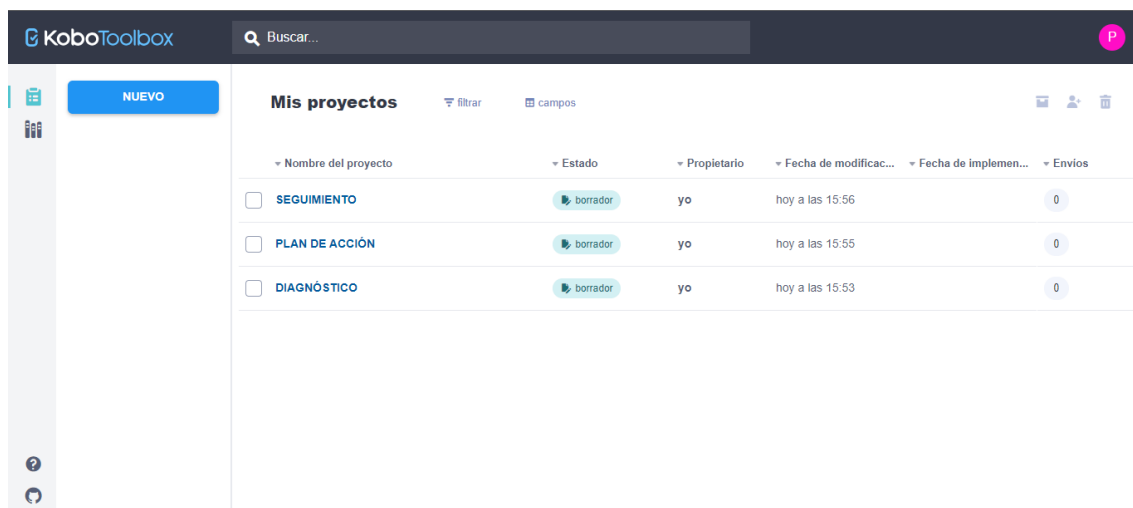 KoboToolbox
Buscar...
P
NUEVO
Mis proyectos
filtrar
campos
Nombre del proyecto
Estado
Propietario
Fecha de modificac...
Fecha de implemen...
Envíos
SEGUIMIENTO
borrador
yo
hoy a las 15:56
0
PLAN DE ACCIÓN
borrador
yo
hoy a las 15:55
0
DIAGNÓSTICO
borrador
yo
hoy a las 15:53
0